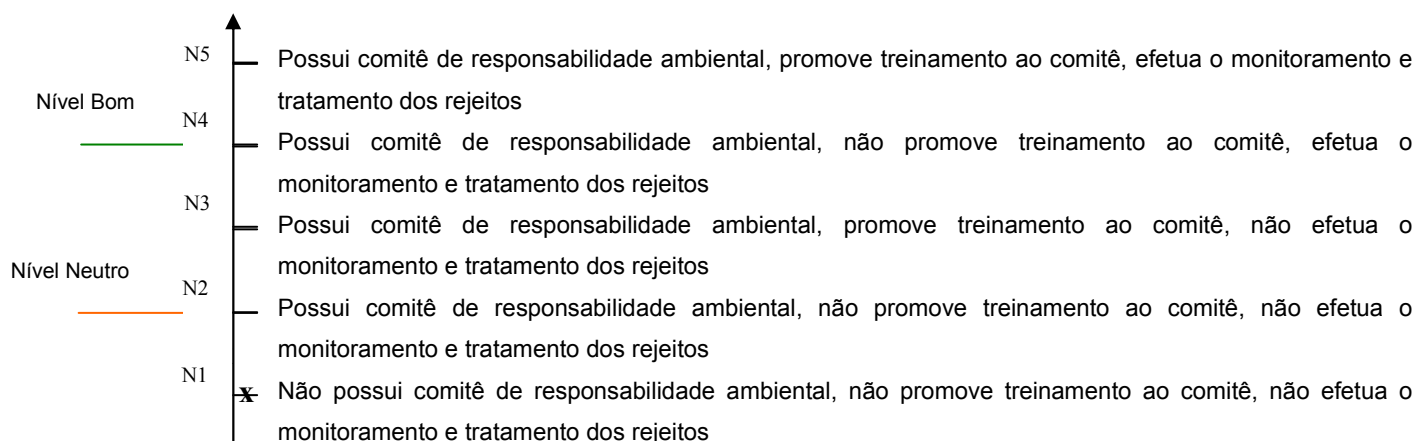 N5 Possui comitê de responsabilidade ambiental, promove treinamento ao comitê, efetua o monitoramento e
Nível Bom tratamento dos rejeitos
N4
Possui comitê de responsabilidade ambiental, não promove treinamento ao comitê, efetua o
monitoramento e tratamento dos rejeitos
N3
Possui comitê de responsabilidade ambiental, promove treinamento ao comitê, não efetua o
monitoramento e tratamento dos rejeitos
Nível Neutro
N2
Possui comitê de responsabilidade ambiental, não promove treinamento ao comitê, não efetua o
monitoramento e tratamento dos rejeitos
N1
X Não possui comitê de responsabilidade ambiental, não promove treinamento ao comitê, não efetua o
monitoramento e tratamento dos rejeitos